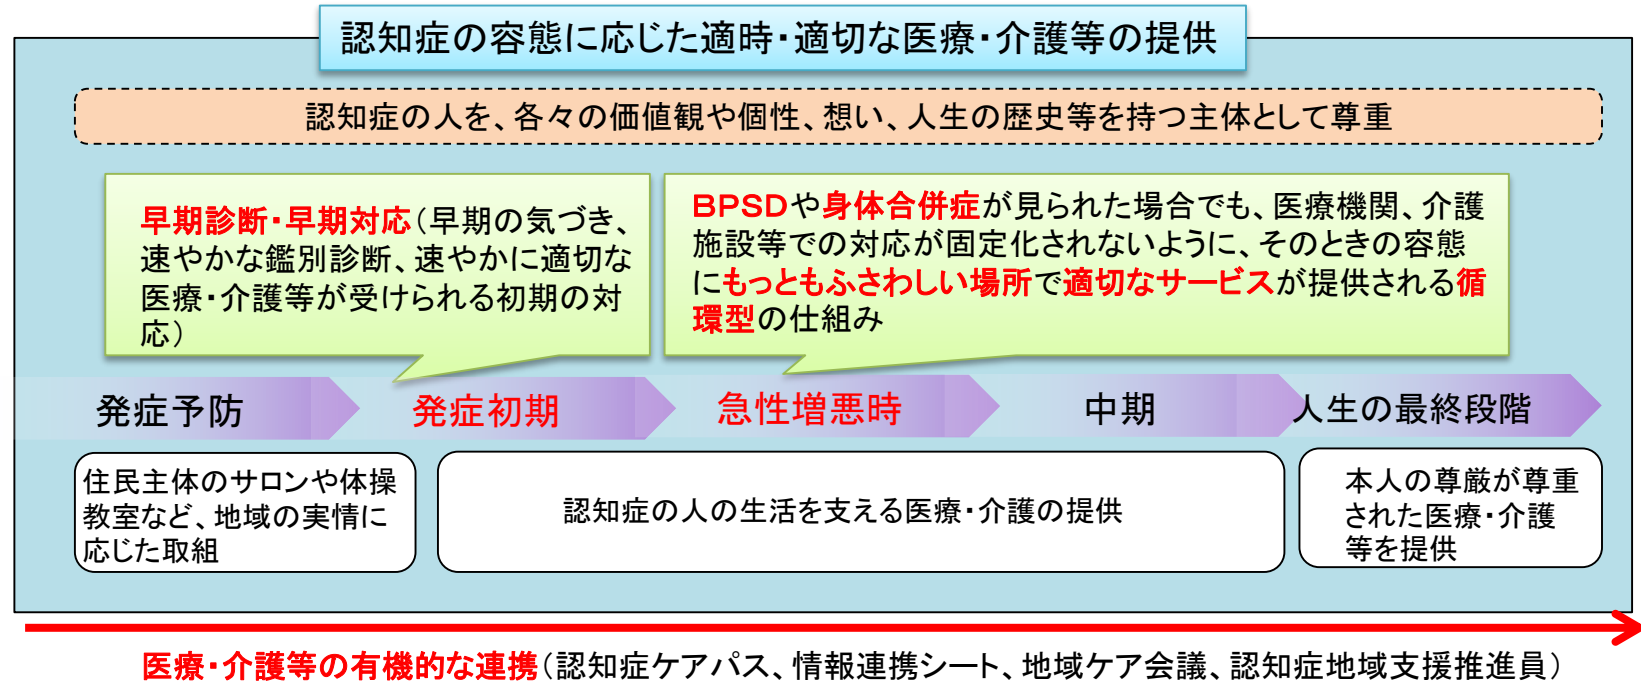 認知症の容態に応じた適時・適切な医療・介護等の提供
認知症の人を、各々の価値観や個性、想い、人生の歴史等を持つ主体として尊重
早期診断・早期対応（早期の気づき、
速やかな鑑別診断、速やかに適切な
医療・介護等が受けられる初期の対
応）
ＢＰＳＤや身体合併症が見られた場合でも、医療機関、介護
施設等での対応が固定化されないように、そのときの容態
にもっともふさわしい場所で適切なサービスが提供される循
環型の仕組み
発症予防
発症初期
急性増悪時
中期
人生の最終段階
住民主体のサロンや体操
教室など、地域の実情に
応じた取組
認知症の人の生活を支える医療・介護の提供
本人の尊厳が尊重
された医療・介護
等を提供
医療・介護等の有機的な連携（認知症ケアパス、情報連携シート、地域ケア会議、認知症地域支援推進員）